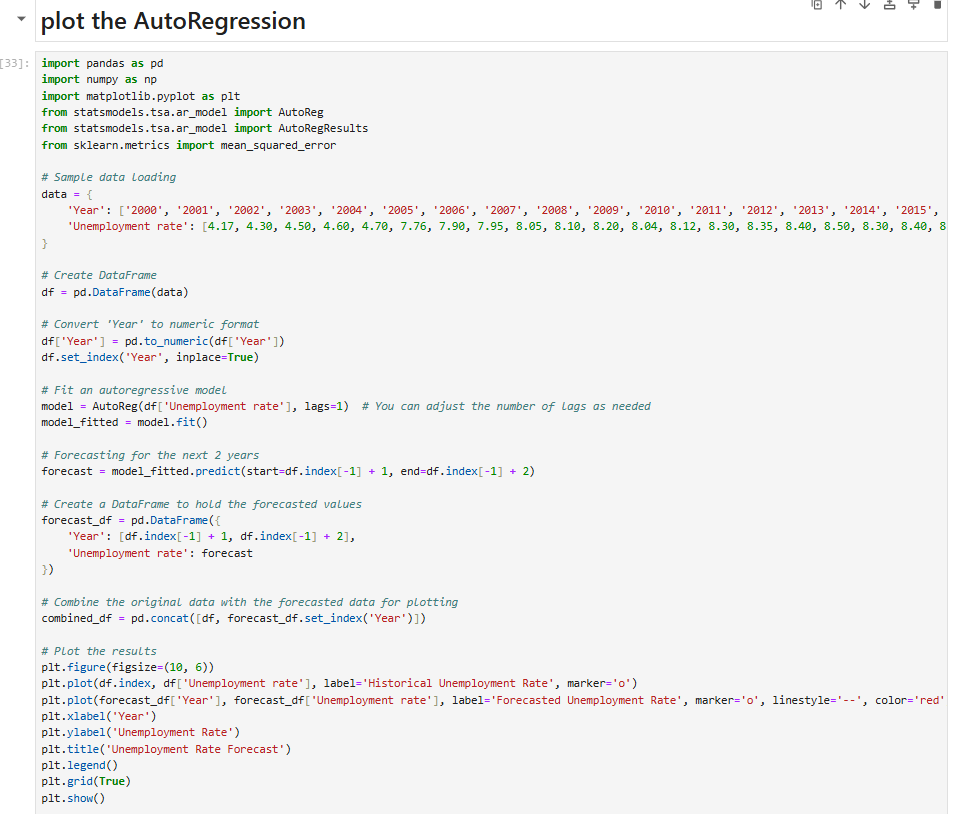 plot the AutoRegression
[33]:
import pandas as pd
import numpy as np
import matplotlib.pyplot as plt
from statsmodels.tsa.ar_model import AutoReg
from statsmodels.tsa.ar_model import AutoRegResults
from sklearn.metrics import mean_squared_error
# Sample data loading
data = {
'Year': ['2000', '2001', '2002', '2003', '2004', '2005', '2006', '2007', '2008', '2009', '2010', '2011', '2012', '2013', '2014', '2015',
'Unemployment rate': [4.17, 4.30, 4.50, 4.60, 4.70, 7.76, 7.90, 7.95, 8.05, 8.10, 8.20, 8.04, 8.12, 8.30, 8.35, 8.40, 8.50, 8.30, 8.40, 8
}
# Create DataFrame
df = pd.DataFrame(data)
# Convert 'Year' to numeric format
df['Year'] = pd.to_numeric(df['Year'])
df.set_index('Year', inplace=True)
# Fit an autoregressive model
model = AutoReg(df['Unemployment rate'], lags=1)  # You can adjust the number of lags as needed
model_fitted = model.fit()
# Forecasting for the next 2 years
forecast = model_fitted.predict(start=df.index[-1] + 1, end=df.index[-1] + 2)
# Create a DataFrame to hold the forecasted values
forecast_df = pd.DataFrame({
'Year': [df.index[-1] + 1, df.index[-1] + 2],
'Unemployment rate': forecast
})
# Combine the original data with the forecasted data for plotting
combined_df = pd.concat([df, forecast_df.set_index('Year')])
# Plot the results
plt.figure(figsize=(10, 6))
plt.plot(df.index, df['Unemployment rate'], label='Historical Unemployment Rate', marker='o')
plt.plot(forecast_df['Year'], forecast_df['Unemployment rate'], label='Forecasted Unemployment Rate', marker='o', linestyle='--', color='red'
plt.xlabel('Year')
plt.ylabel('Unemployment Rate')
plt.title('Unemployment Rate Forecast')
plt.legend()
plt.grid(True)
plt.show()